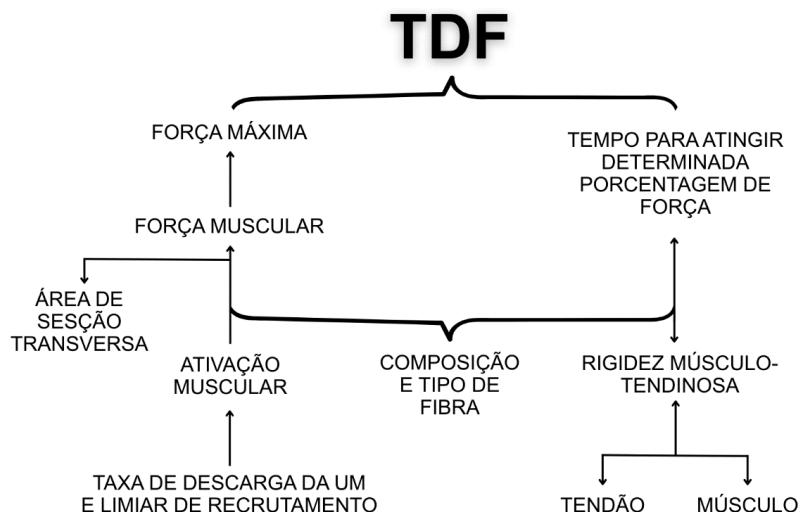 TDF
FORÇA MÁXIMA
TEMPO PARA ATINGIR
DETERMINADA
PORCENTAGEM DE
FORÇA
FORÇA MUSCULAR
ÁREA DE
SESÇÃO
TRANSVERSA
ATIVAÇÃO
MUSCULAR
COMPOSIÇÃO
E TIPO DE
FIBRA
RIGIDEZ MÚSCULO-
TENDINOSA
TAXA DE DESCARGA DA UM
E LIMIAR DE RECRUTAMENTO
TENDÃO
MÚSCULO